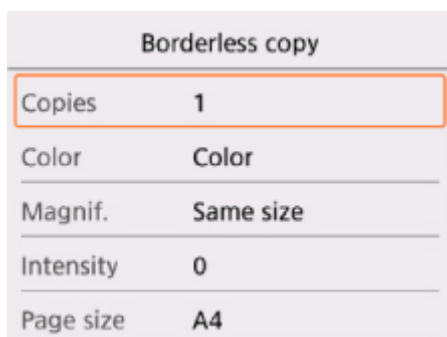 Borderless copy
Copies 1
Color Color
Magnif. Same size
Intensity 0
Page size A4